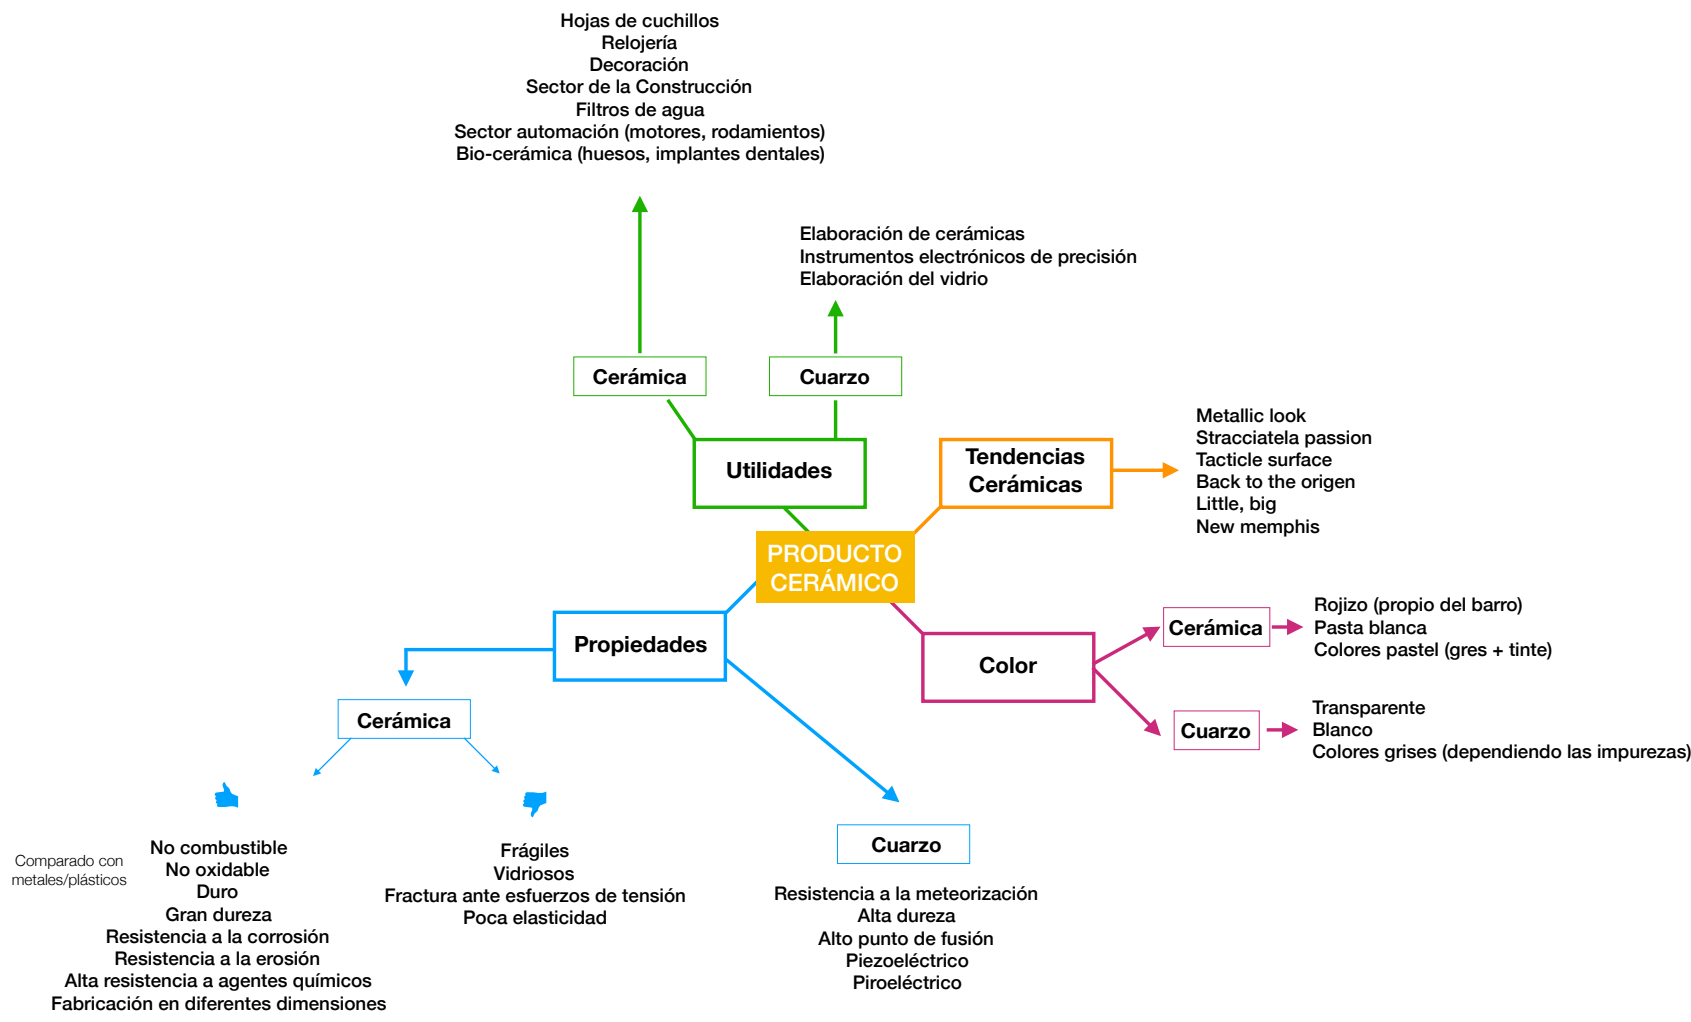 Hojas de cuchillos
Relojería
Decoración
Sector de la Construcción
Filtros de agua
Sector automación (motores, rodamientos)
Bio-cerámica (huesos, implantes dentales)
Elaboración de cerámicas
Instrumentos electrónicos de precisión
Elaboración del vidrio
Cerámica
Cuarzo
Utilidades
Tendencias
Cerámicas
Metallic look
Stracciatela passion
Tacticle surface
Back to the origen
Little, big
New memphis
PRODUCTO
CERÁMICO
Propiedades
Color
Cerámica
Rojizo (propio del barro)
Pasta blanca
Colores pastel (gres + tinte)
Cuarzo
Transparente
Blanco
Colores grises (dependiendo las impurezas)
Cerámica
Comparado con
metales/plásticos
No combustible
No oxidable
Duro
Gran dureza
Resistencia a la corrosión
Resistencia a la erosión
Alta resistencia a agentes químicos
Fabricación en diferentes dimensiones
Frágiles
Vidriosos
Fractura ante esfuerzos de tensión
Poca elasticidad
Cuarzo
Resistencia a la meteorización
Alta dureza
Alto punto de fusión
Piezoeléctrico
Piroeléctrico